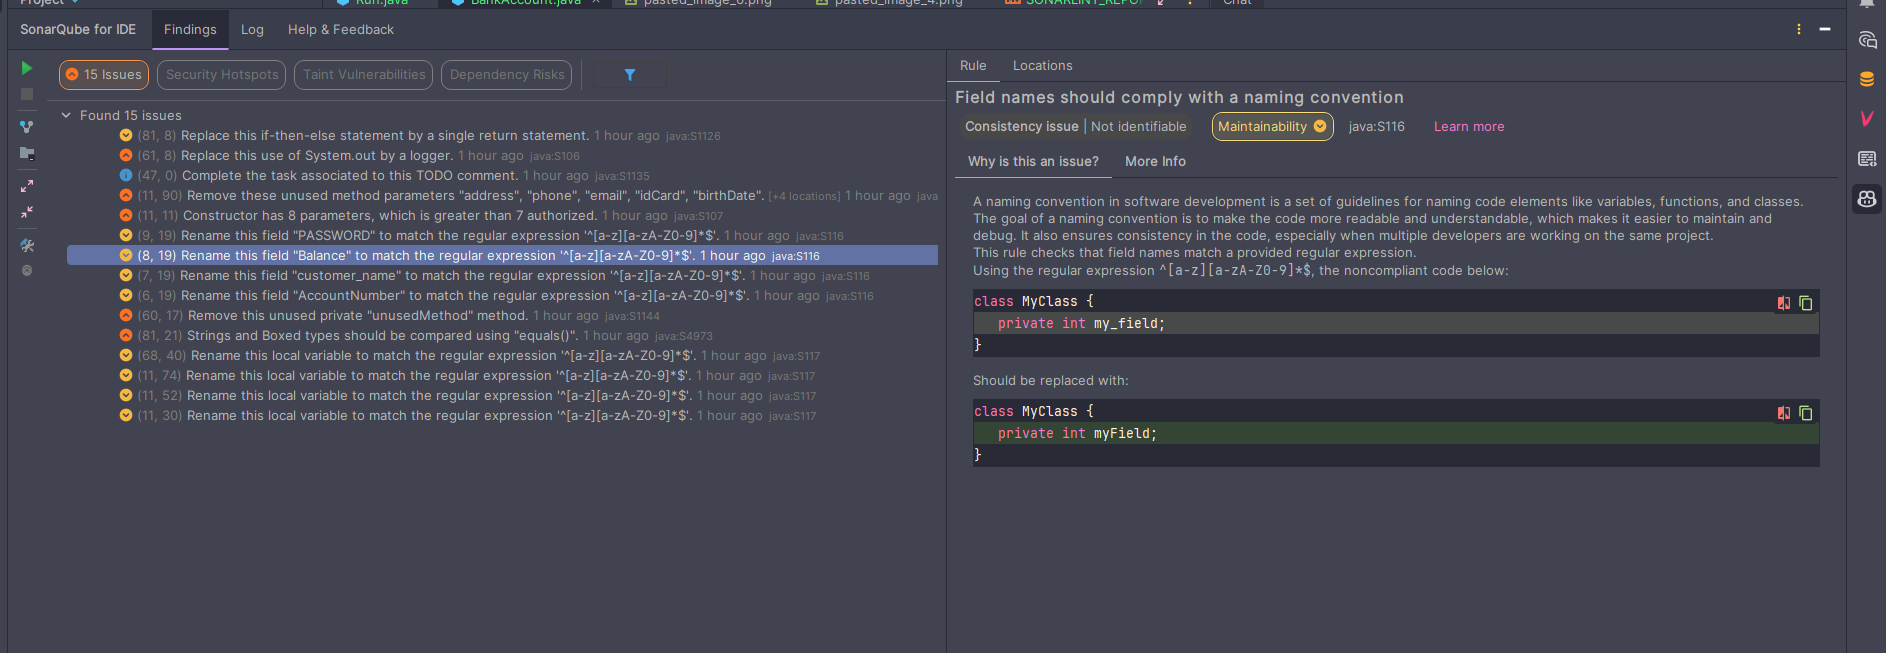 Project
Run.java
BankAccount.java
pasted_image_6.png
pasted_image_4.png
Chat
SonarQube for IDE
Findings
Log
Help & Feedback
15 Issues
Security Hotspots
Taint Vulnerabilities
Dependency Risks
Found 15 issues
(81, 8) Replace this if-then-else statement by a single return statement. 1 hour ago java:S1126
(61, 8) Replace this use of System.out by a logger. 1 hour ago java:S106
(47, 0) Complete the task associated to this TODO comment. 1 hour ago java:S1135
(11, 90) Remove these unused method parameters "address", "phone", "email", "idCard", "birthDate". [+4 locations] 1 hour ago java
(11, 11) Constructor has 8 parameters, which is greater than 7 authorized. 1 hour ago java:S107
(9, 19) Rename this field "PASSWORD" to match the regular expression '^[a-z][a-zA-Z0-9]*$'. 1 hour ago java:S116
(8, 19) Rename this field "Balance" to match the regular expression '^[a-z][a-zA-Z0-9]*$'. 1 hour ago java:S116
(7, 19) Rename this field "customer_name" to match the regular expression '^[a-z][a-zA-Z0-9]*$'. 1 hour ago java:S116
(6, 19) Rename this field "AccountNumber" to match the regular expression '^[a-z][a-zA-Z0-9]*$'. 1 hour ago java:S116
(60, 17) Remove this unused private "unusedMethod" method. 1 hour ago java:S1144
(81, 21) Strings and Boxed types should be compared using "equals()". 1 hour ago java:S4973
(68, 40) Rename this local variable to match the regular expression '^[a-z][a-zA-Z0-9]*$'. 1 hour ago java:S117
(11, 74) Rename this local variable to match the regular expression '^[a-z][a-zA-Z0-9]*$'. 1 hour ago java:S117
(11, 52) Rename this local variable to match the regular expression '^[a-z][a-zA-Z0-9]*$'. 1 hour ago java:S117
(11, 30) Rename this local variable to match the regular expression '^[a-z][a-zA-Z0-9]*$'. 1 hour ago java:S117
Rule
Locations
Field names should comply with a naming convention
Consistency issue | Not identifiable
Maintainability
java:S116
Learn more
Why is this an issue?
More Info
A naming convention in software development is a set of guidelines for naming code elements like variables, functions, and classes.
The goal of a naming convention is to make the code more readable and understandable, which makes it easier to maintain and
debug. It also ensures consistency in the code, especially when multiple developers are working on the same project.
This rule checks that field names match a provided regular expression.
Using the regular expression ^[a-z][a-zA-Z0-9]*$, the noncompliant code below:
class MyClass {
private int my_field;
}
Should be replaced with:
class MyClass {
private int myField;
}